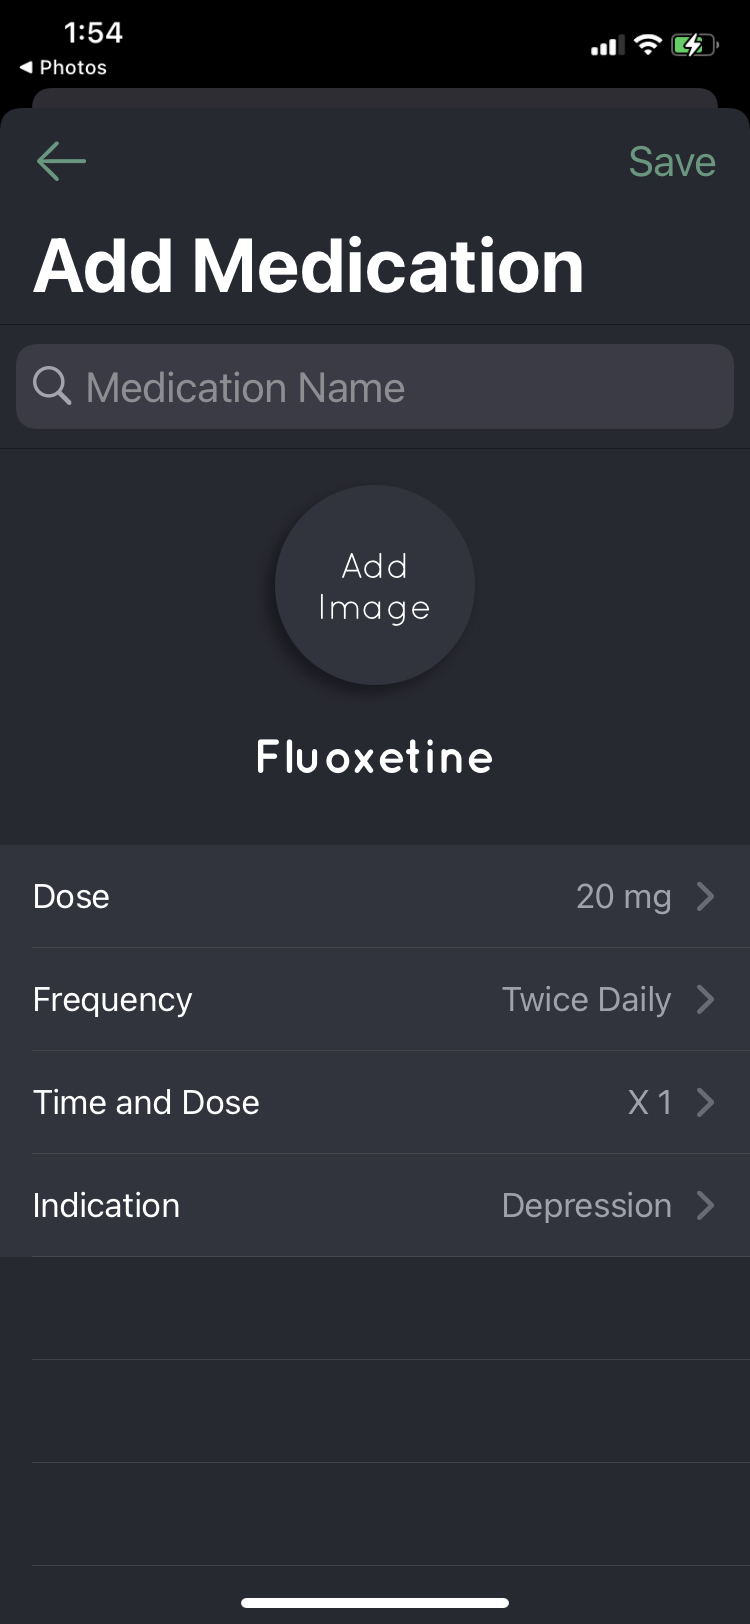 1:54
◀ Photos
Save
Add Medication
Medication Name
Add
Image
Fluoxetine
Dose 20 mg
Frequency Twice Daily
Time and Dose X 1
Indication Depression